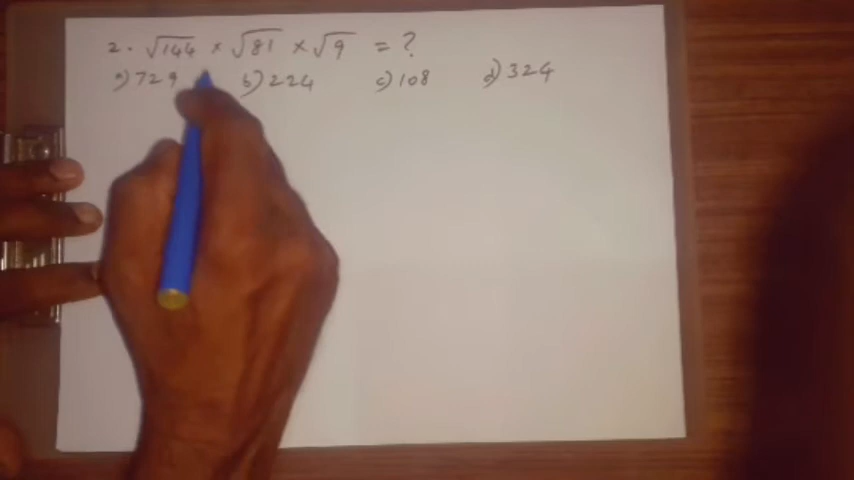 2. √144 × √81 × √9 = ?
a) 729 b) 224 c) 108 d) 324